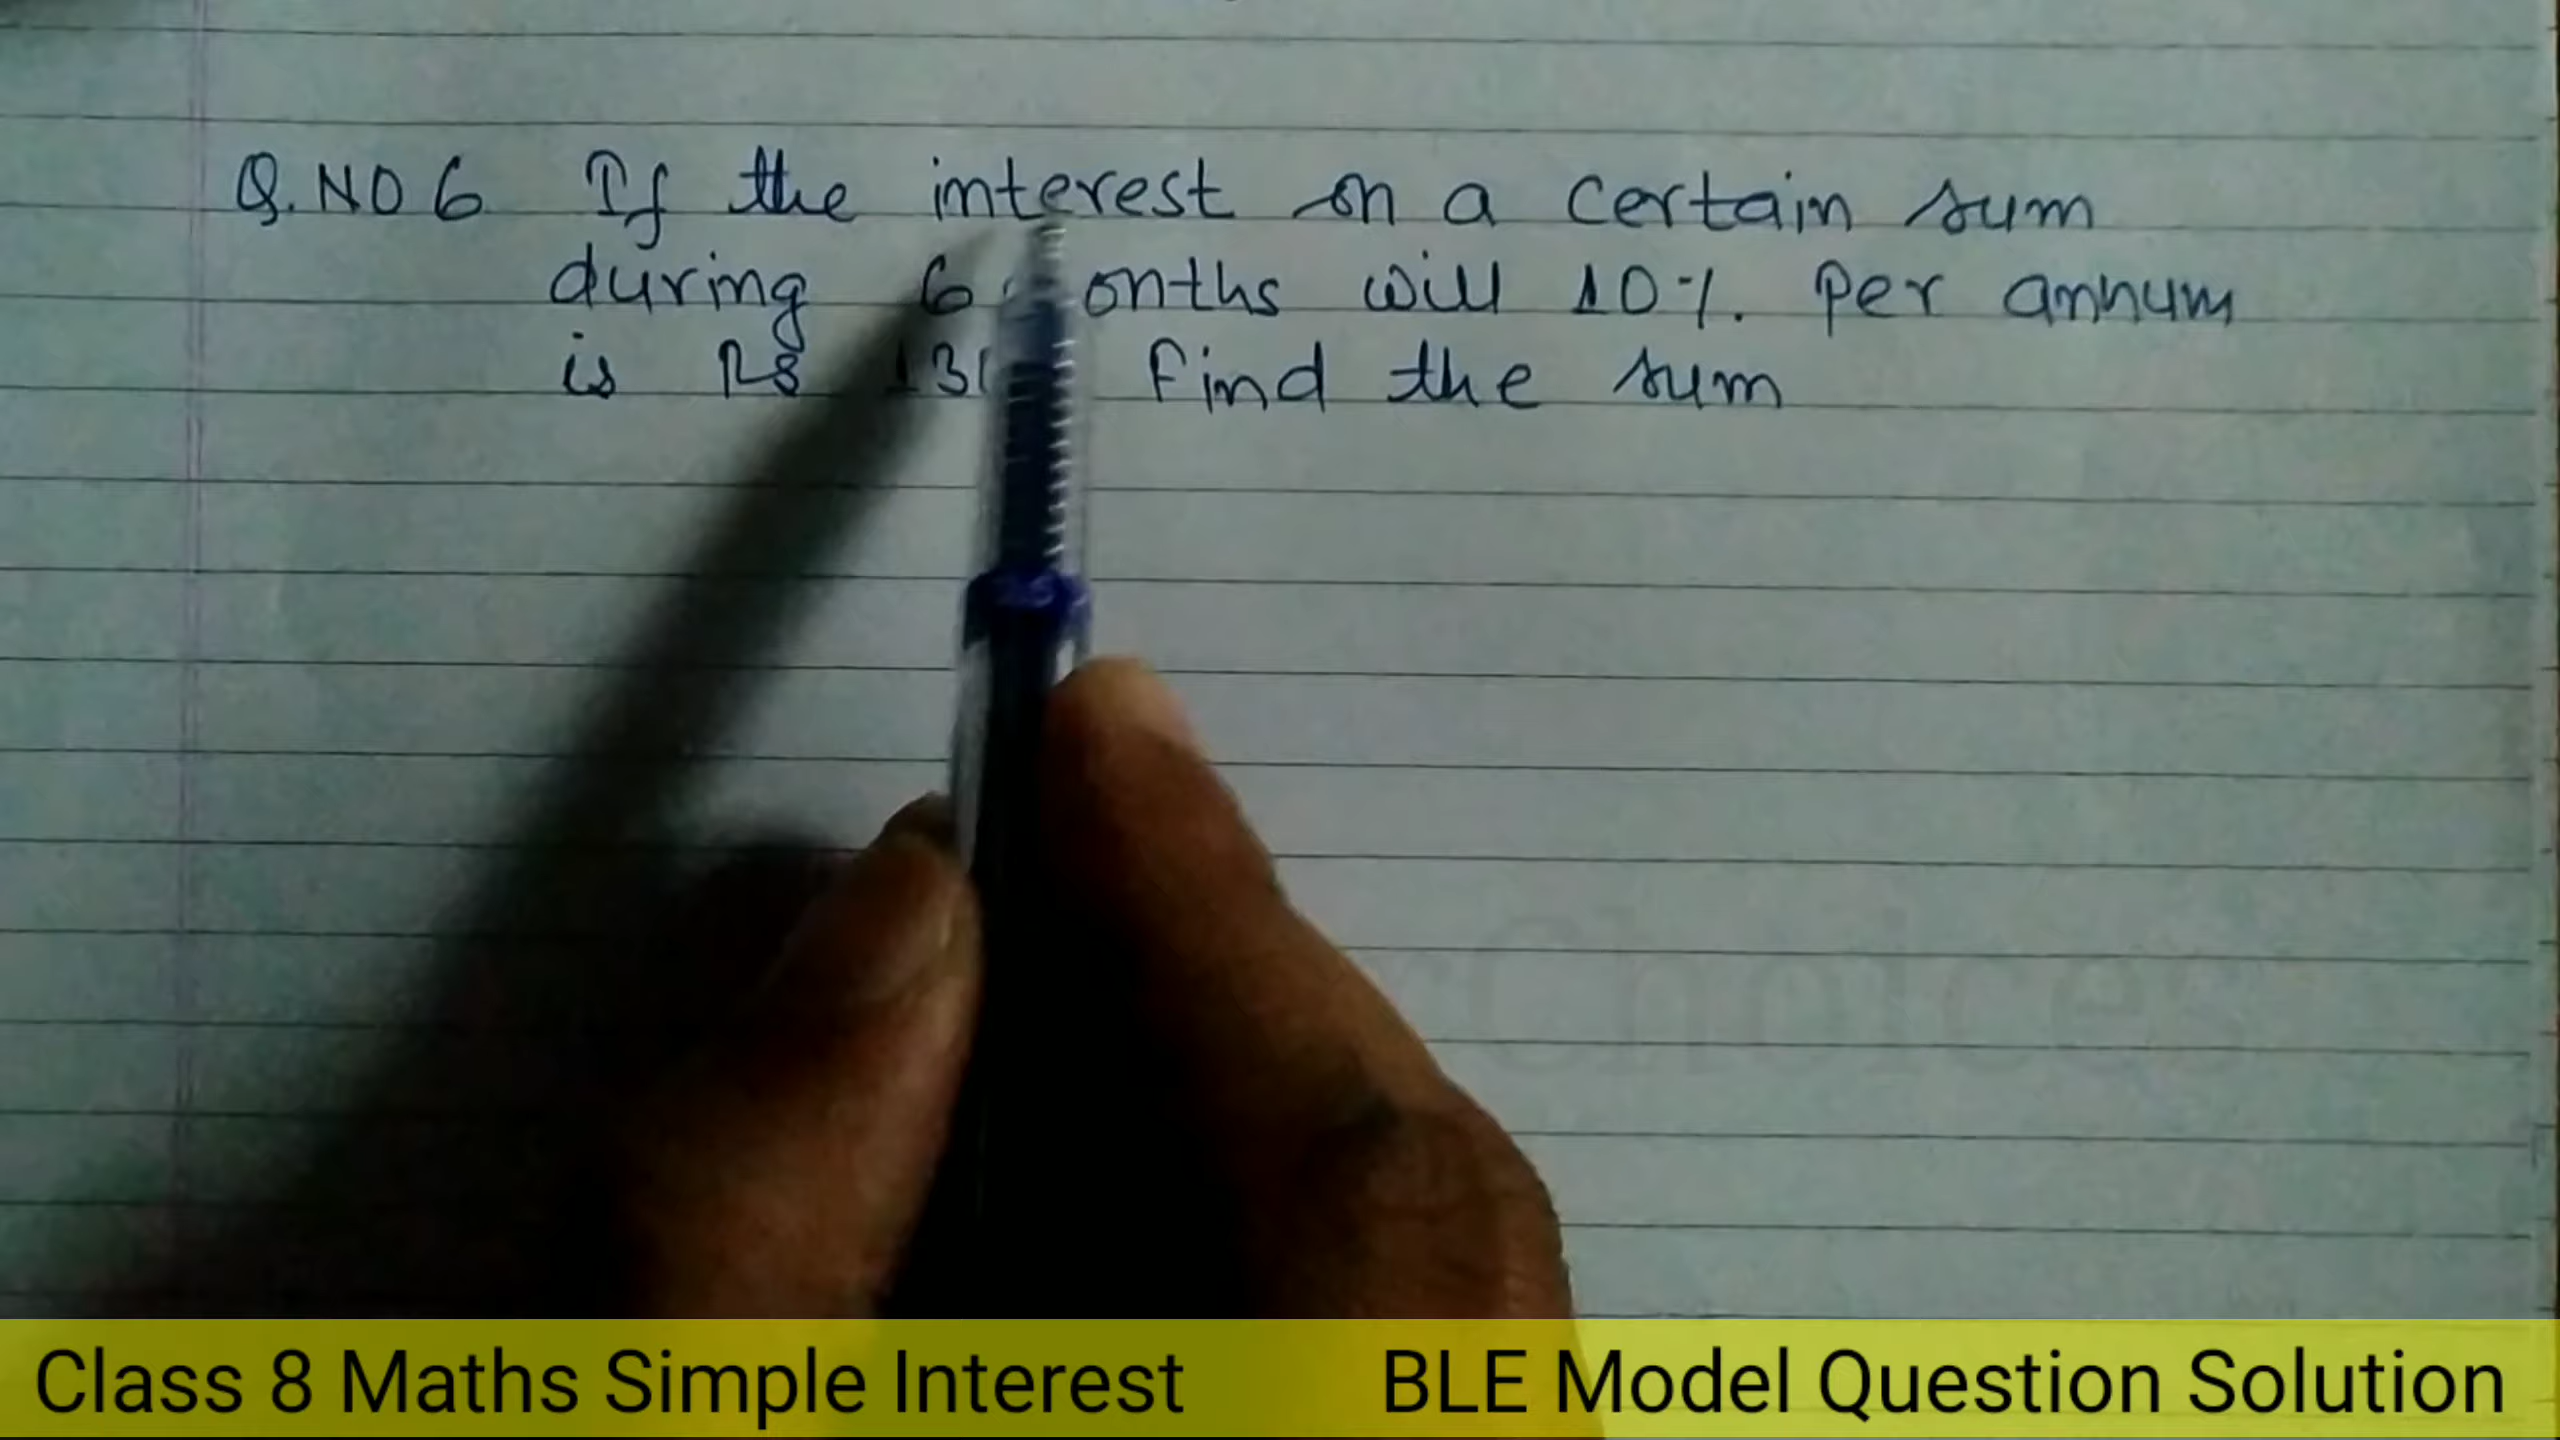 Q.NO 6 If the interest on a certain sum
during 6 onths will 10%. Per annum
is Rs find the sum
Choices
Class 8 Maths Simple Interest BLE Model Question Solution